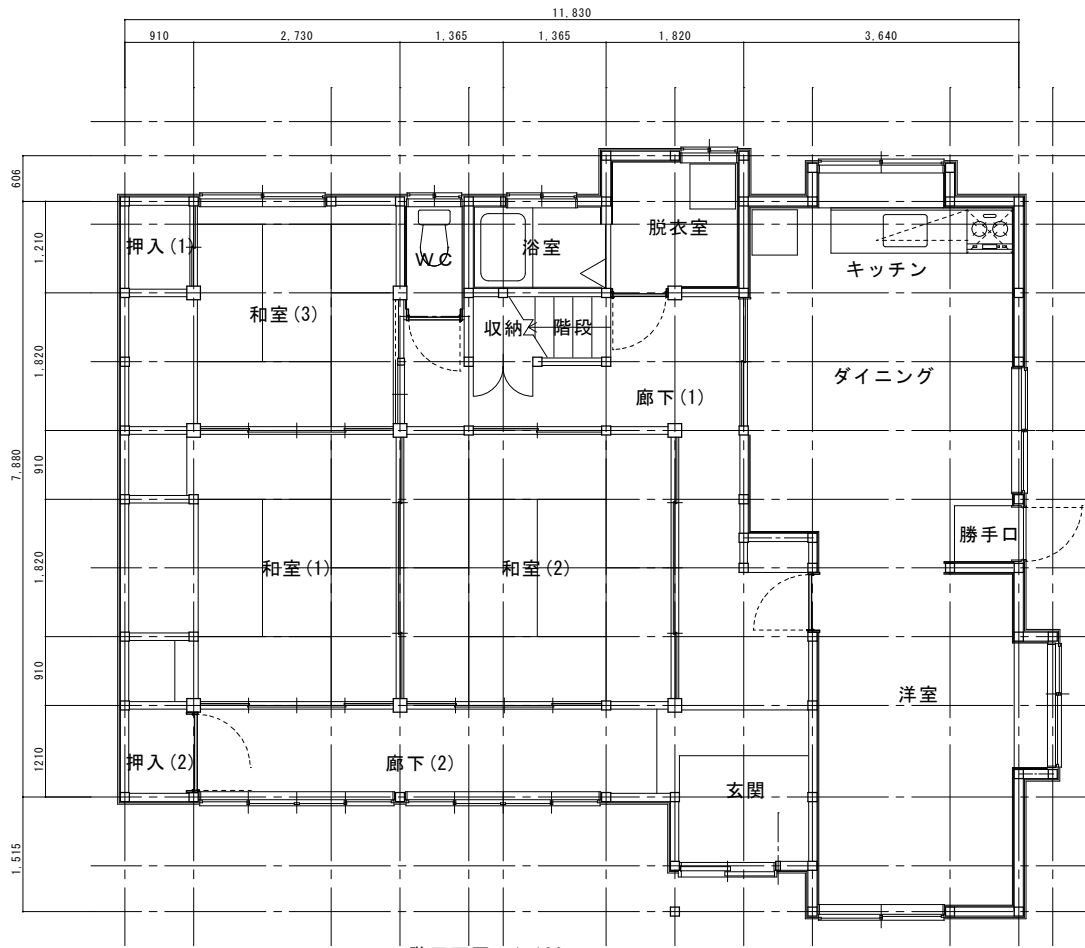 11,830
910
2,730
1,365
1,365
1,820
3,640
606
1,210
1,820
7,880
910
1,820
910
1210
1,515
押入(1)
WC
浴室
脱衣室
キッチン
和室(3)
収納
階段
ダイニング
廊下(1)
勝手口
和室(1)
和室(2)
洋室
押入(2)
廊下(2)
玄関